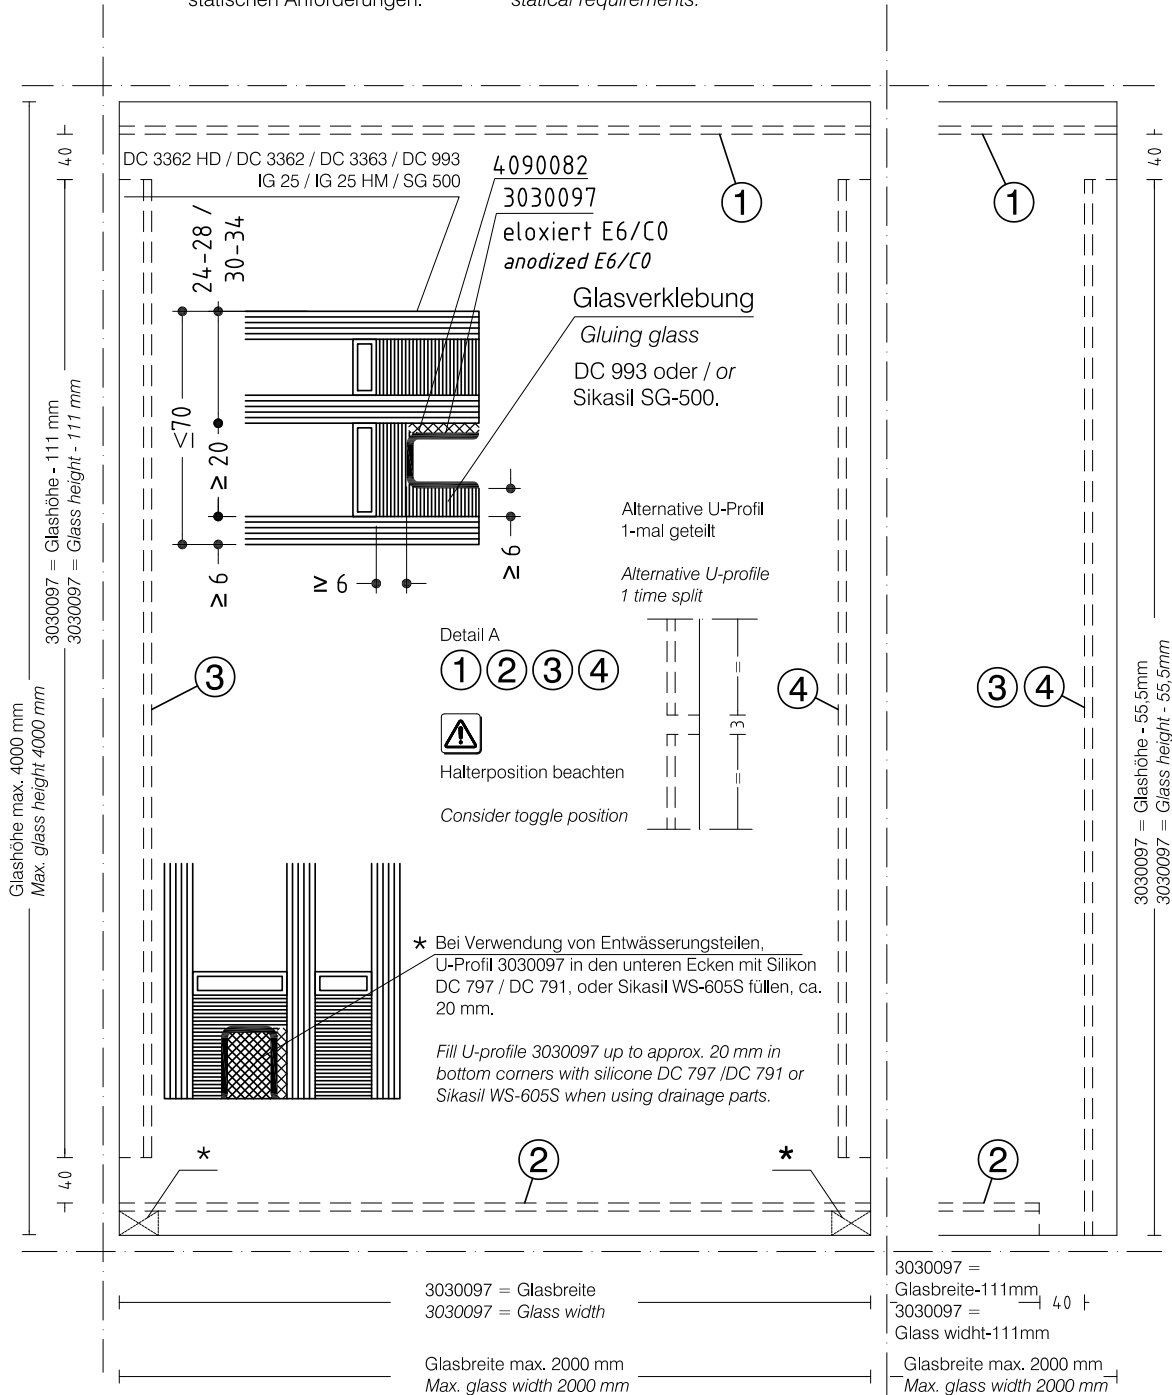 statischen Anforderungen.
statical requirements.
40
40
DC 3362 HD / DC 3362 / DC 3363 / DC 993
IG 25 / IG 25 HM / SG 500
4090082
3030097
eloxiert E6/C0
anodized E6/C0
1
1
24-28 /
30-34
Glasverklebung
Gluing glass
DC 993 oder / or
Sikasil SG-500.
≤70
≥ 20
≥ 6
≥ 6
≥ 6
3030097 = Glashöhe - 111 mm
3030097 = Glass height - 111 mm
Alternative U-Profil
1-mal geteilt
Alternative U-profile
1 time split
Detail A
1 2 3 4
3
4
3 4
=
3
=
Halterposition beachten
Consider toggle position
Glashöhe max. 4000 mm
Max. glass height 4000 mm
3030097 = Glashöhe - 55,5mm
3030097 = Glass height - 55,5mm
* Bei Verwendung von Entwässerungsteilen,
U-Profil 3030097 in den unteren Ecken mit Silikon
DC 797 / DC 791, oder Sikasil WS-605S füllen, ca.
20 mm.
Fill U-profile 3030097 up to approx. 20 mm in
bottom corners with silicone DC 797 /DC 791 or
Sikasil WS-605S when using drainage parts.
40
*
2
*
2
3030097 = Glasbreite
3030097 = Glass width
3030097 =
Glasbreite-111mm
3030097 =
Glass widht-111mm
40
Glasbreite max. 2000 mm
Max. glass width 2000 mm
Glasbreite max. 2000 mm
Max. glass width 2000 mm